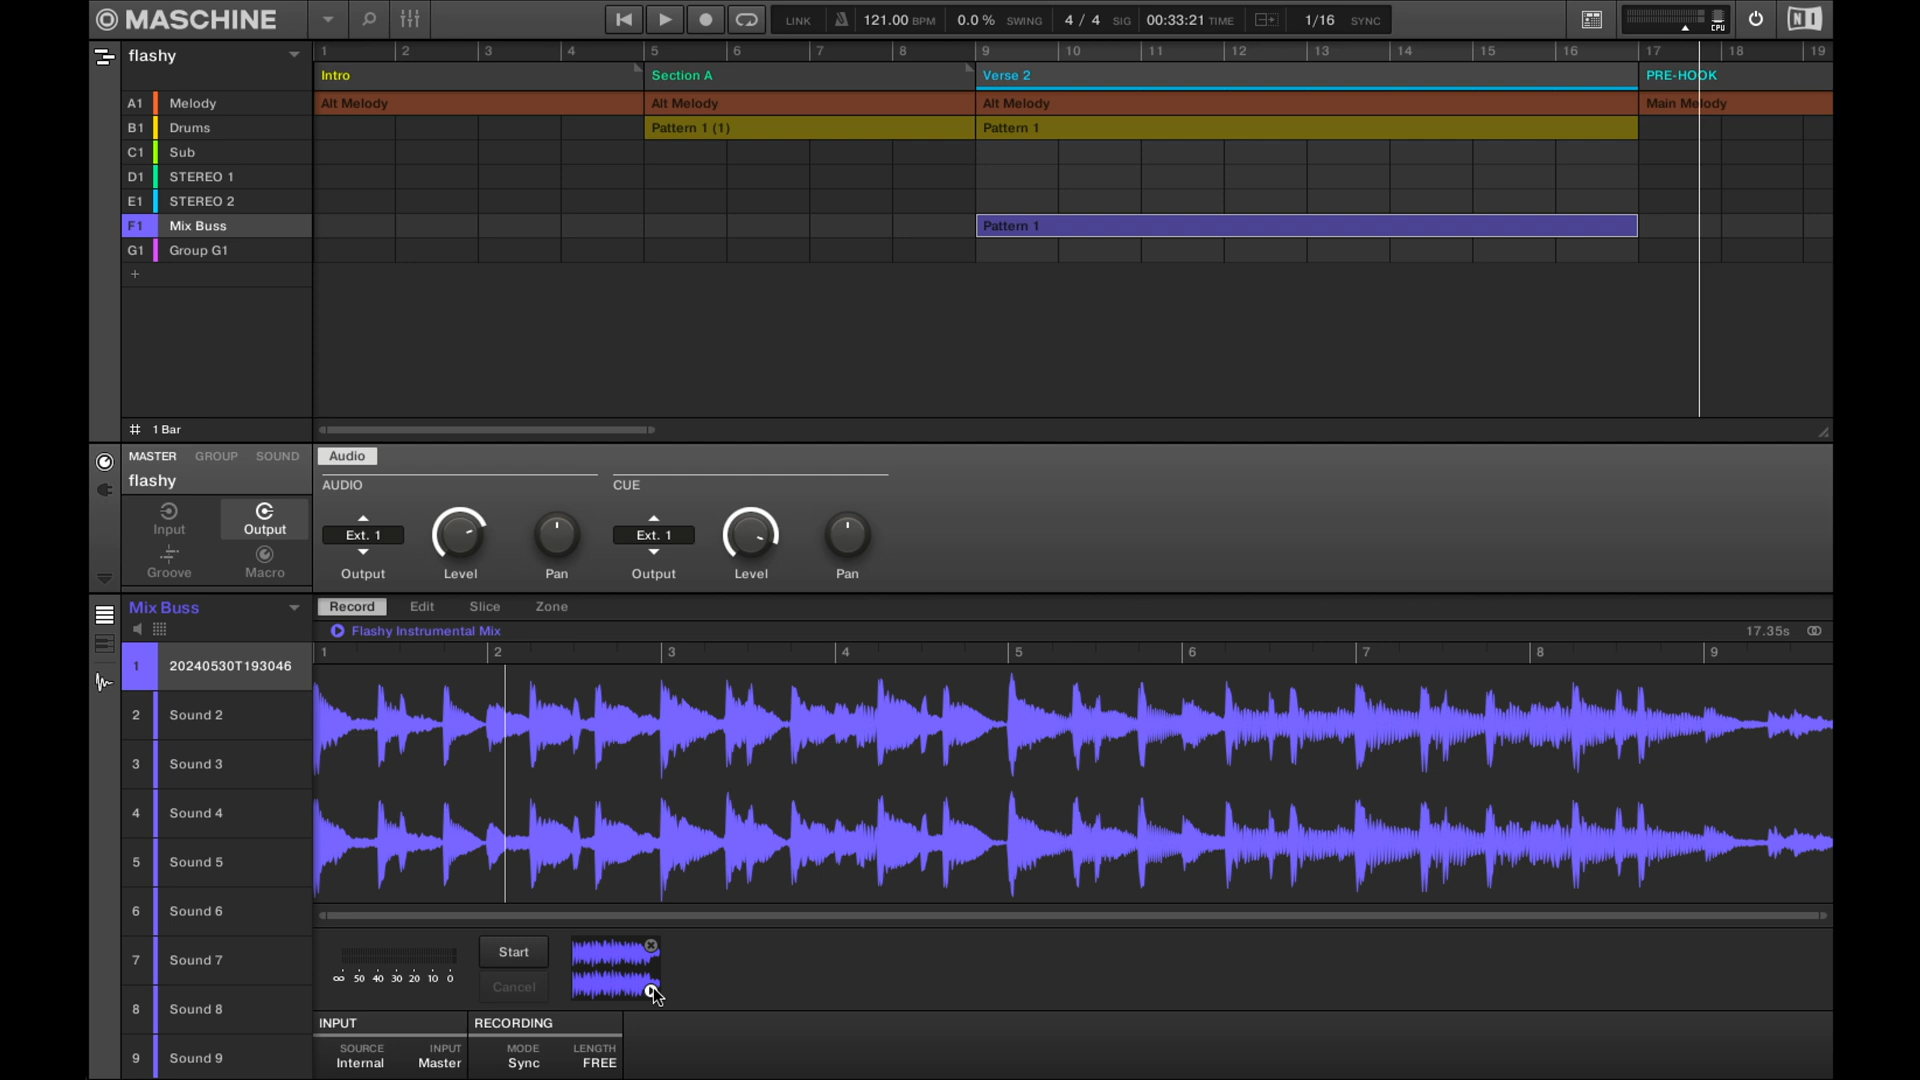 MASCHINE LINK 121.00 BPM 0.0 % SWING 4 / 4 SIG 00:33:21 TIME 1/16 SYNC CPU
flashy 1 2 3 4 5 6 7 8 9 10 11 12 13 14 15 16 17 18 19
Intro Section A Verse 2 PRE-HOOK
A1 Melody Alt Melody Alt Melody Alt Melody Main Melody
B1 Drums Pattern 1 (1) Pattern 1
C1 Sub
D1 STEREO 1
E1 STEREO 2
F1 Mix Buss Pattern 1
G1 Group G1
+
# 1 Bar
MASTER GROUP SOUND Audio
flashy AUDIO CUE
Input Output Ext. 1 Ext. 1
Groove Macro Output Level Pan Output Level Pan
Mix Buss Record Edit Slice Zone
Flashy Instrumental Mix 17.35s
1 2 3 4 5 6 7 8 9
1 20240530T193046
2 Sound 2
3 Sound 3
4 Sound 4
5 Sound 5
6 Sound 6
7 Sound 7
8 Sound 8
9 Sound 9
Start
∞ 50 40 30 20 10 0
Cancel
INPUT RECORDING
SOURCE INPUT MODE LENGTH
Internal Master Sync FREE